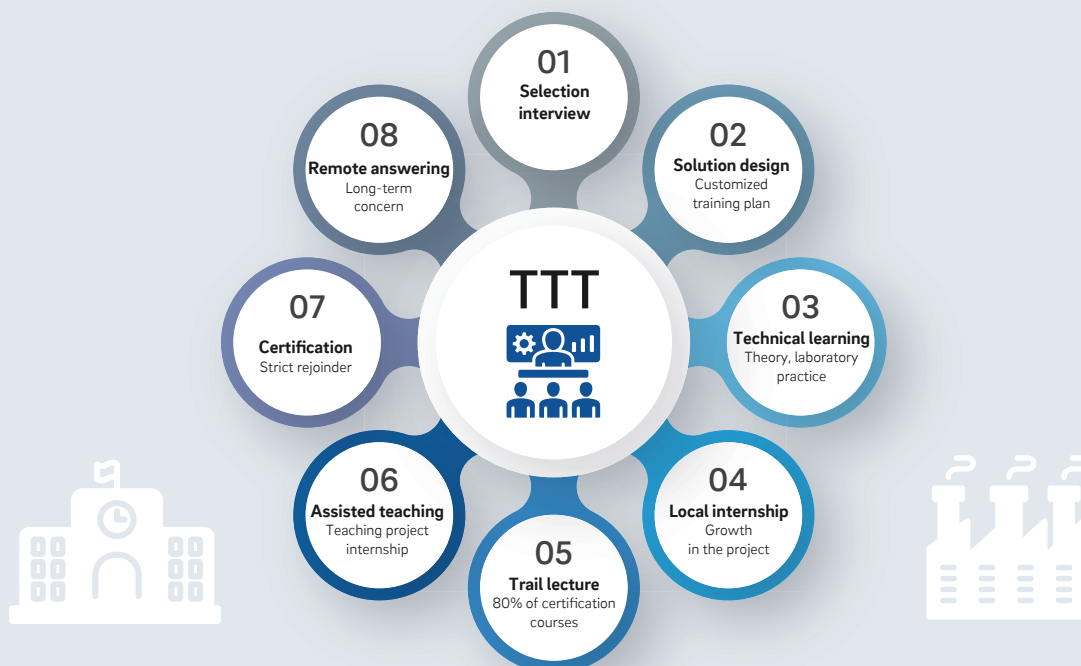 01
Selection
interview
02
Solution design
Customized
training plan
03
Technical learning
Theory, laboratory
practice
04
Local internship
Growth
in the project
05
Trail lecture
80% of certification
courses
06
Assisted teaching
Teaching project
internship
07
Certification
Strict rejoinder
08
Remote answering
Long-term
concern
TTT